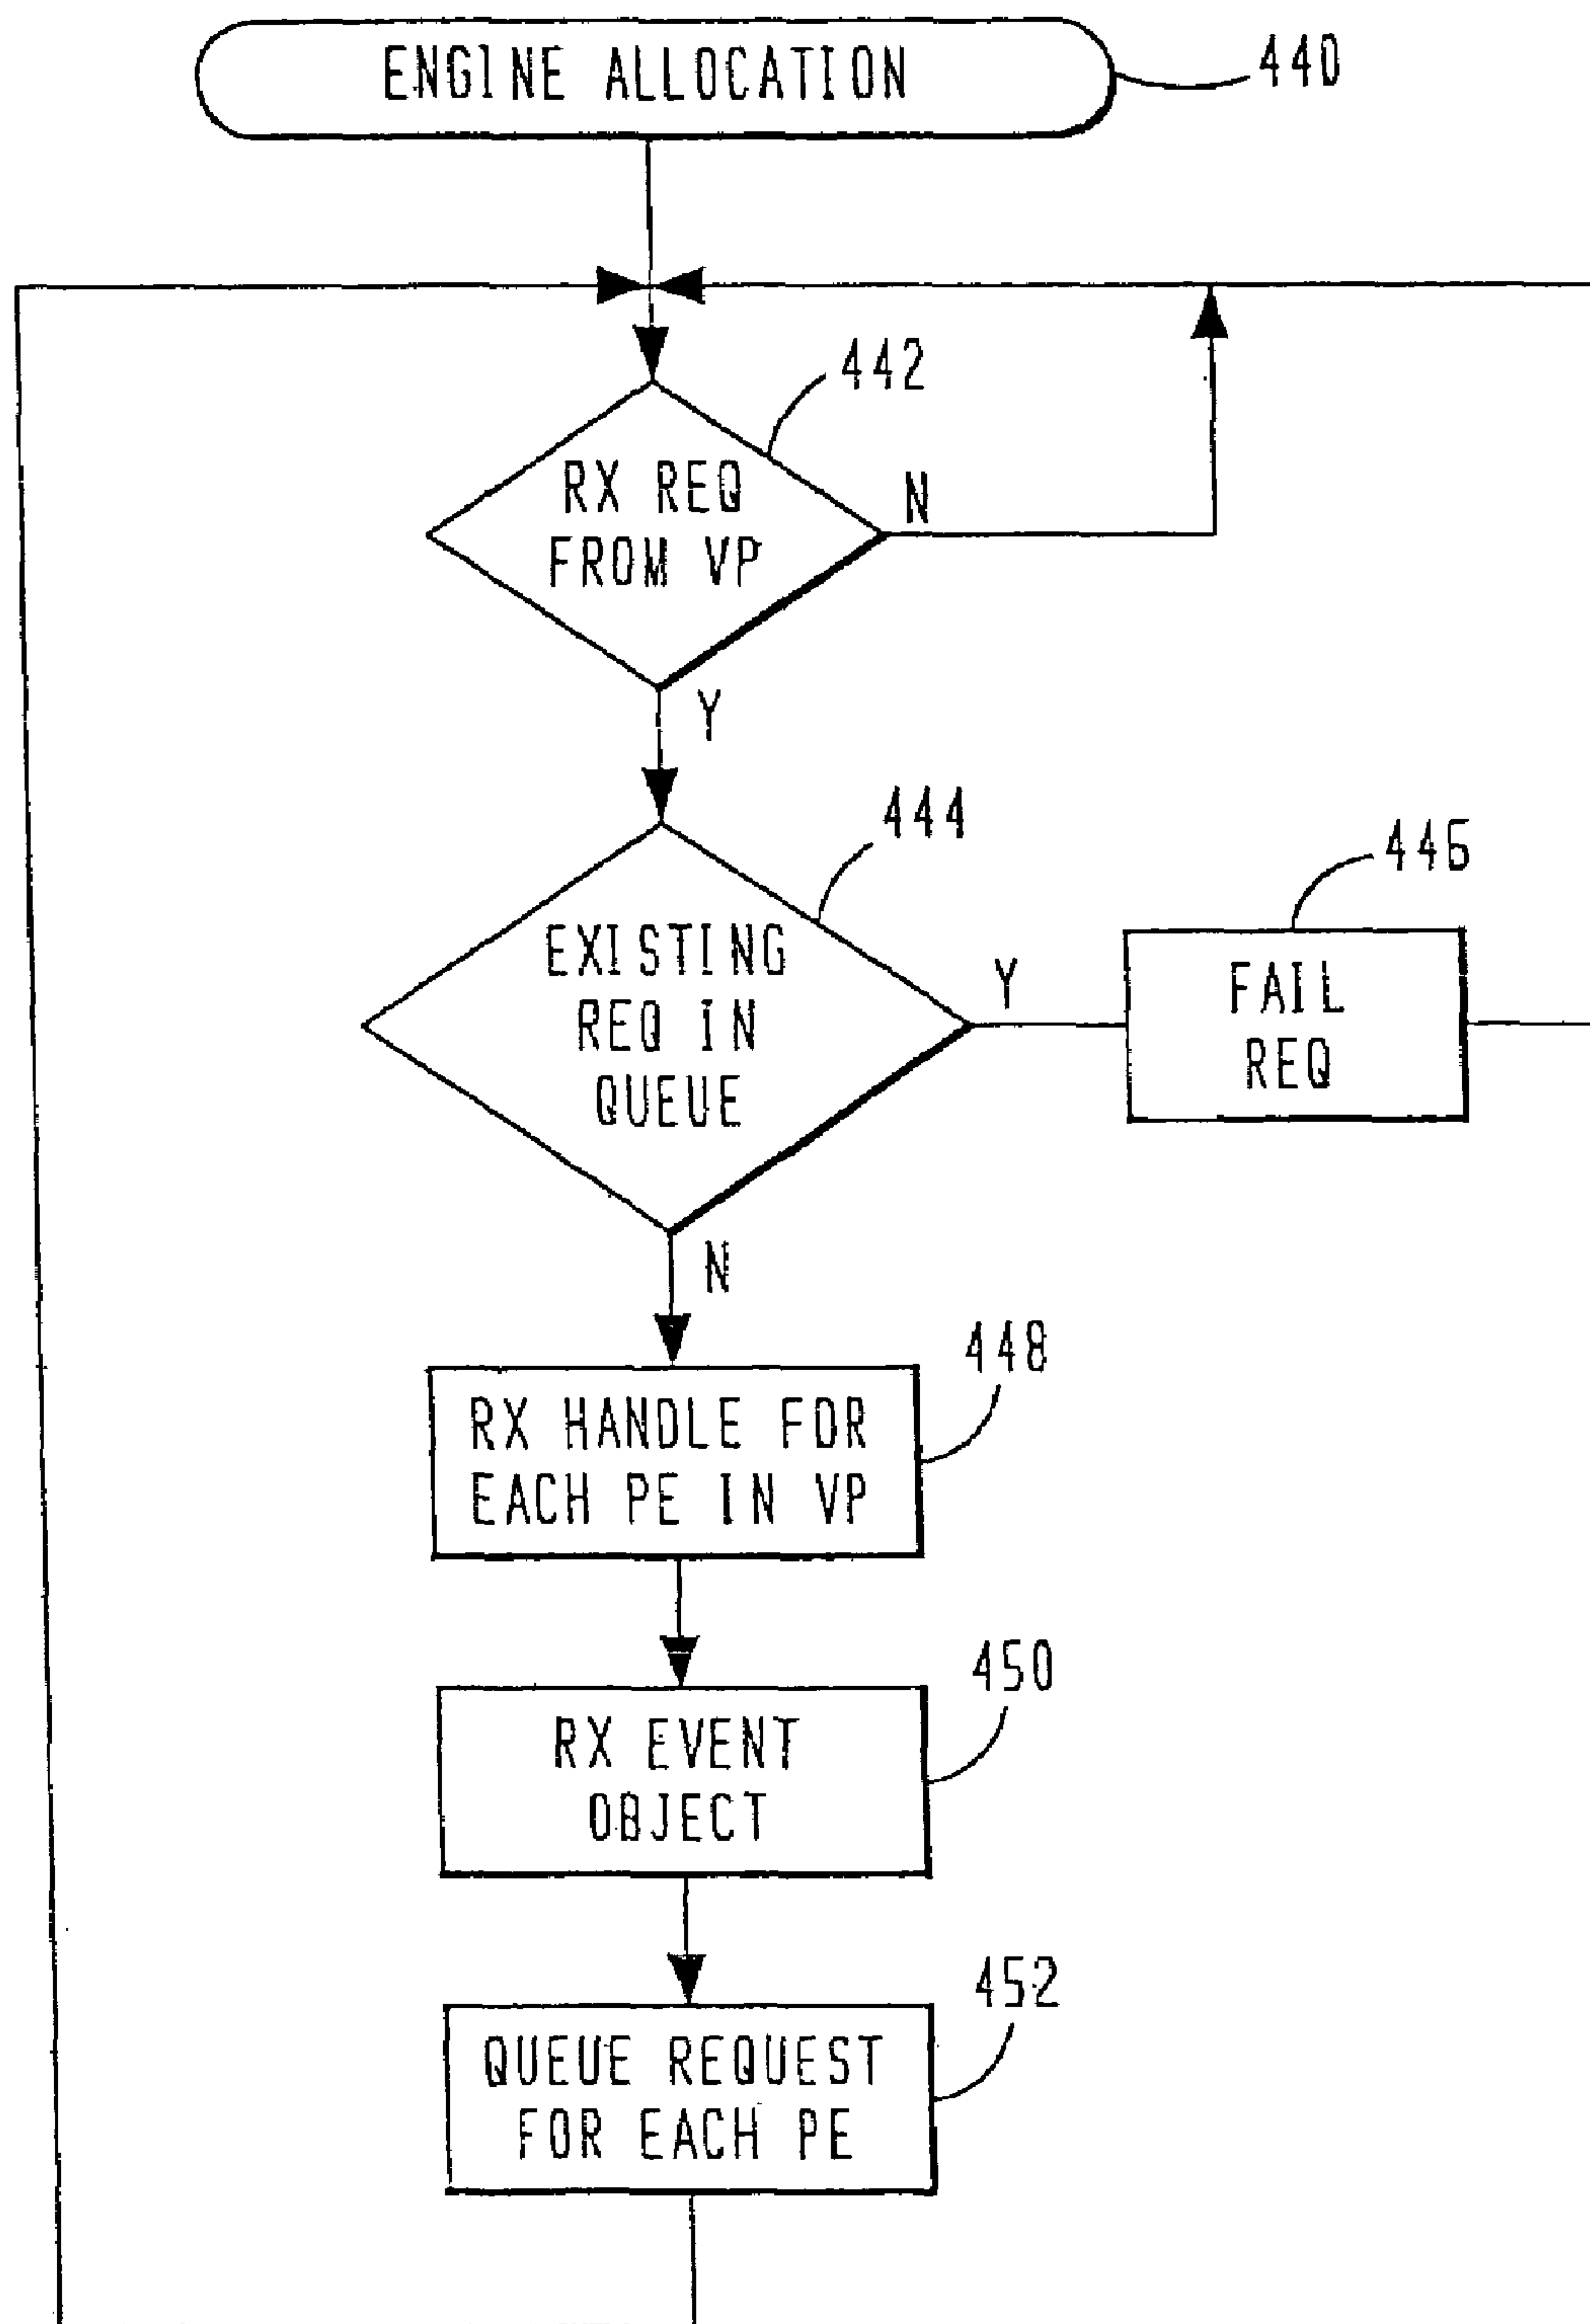 ENGINE ALLOCATION
440
442
RX REQ
FROM VP
N
Y
444
EXISTING
REQ IN
QUEUE
Y
446
FAIL
REQ
N
448
RX HANDLE FOR
EACH PE IN VP
450
RX EVENT
OBJECT
452
QUEUE REQUEST
FOR EACH PE